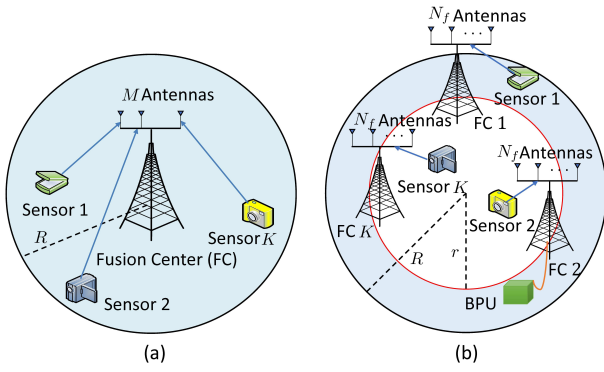 M Antennas
Sensor 1
R
Sensor K
Fusion Center (FC)
Sensor 2
(a)
N_f Antennas
Sensor 1
FC 1
N_f Antennas
Sensor K
N_f Antennas
Sensor 2
FC K
R
r
FC 2
BPU
(b)